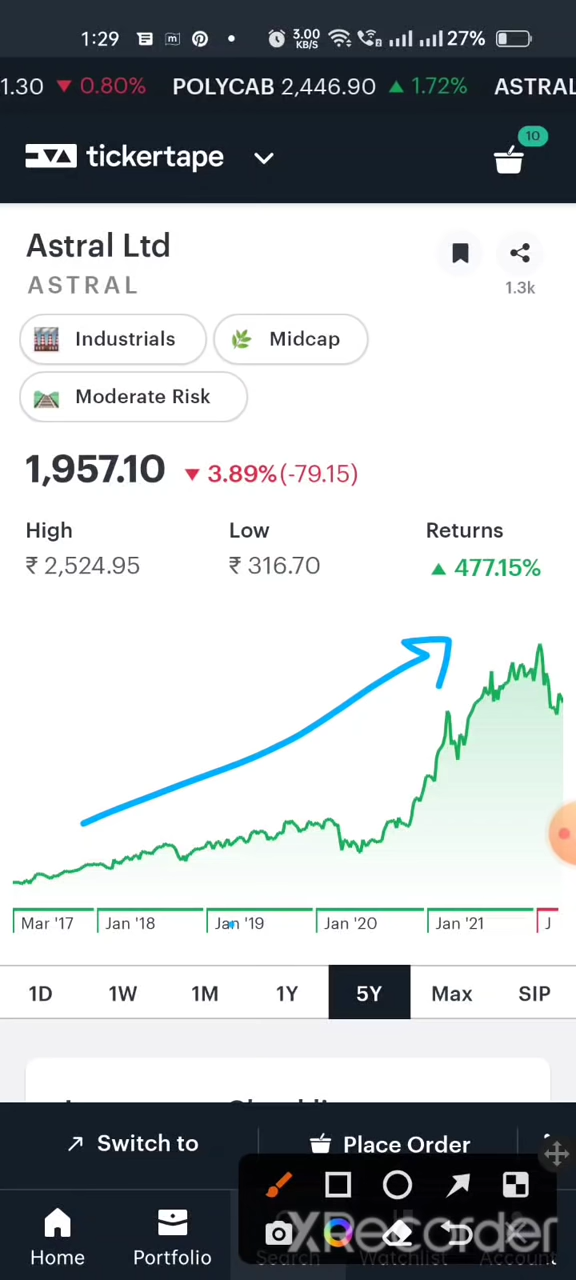 1:29 3.00 KB/S 27%
1.30 ▼ 0.80% POLYCAB 2,446.90 ▲ 1.72% ASTRAL
tickertape
10
Astral Ltd
ASTRAL
1.3k
Industrials Midcap
Moderate Risk
1,957.10 ▼ 3.89% (-79.15)
High Low Returns
₹ 2,524.95 ₹ 316.70 ▲ 477.15%
Mar '17 Jan '18 Jan '19 Jan '20 Jan '21 J
1D 1W 1M 1Y 5Y Max SIP
Switch to Place Order
XRecorder
Home Portfolio Search Watchlist Account